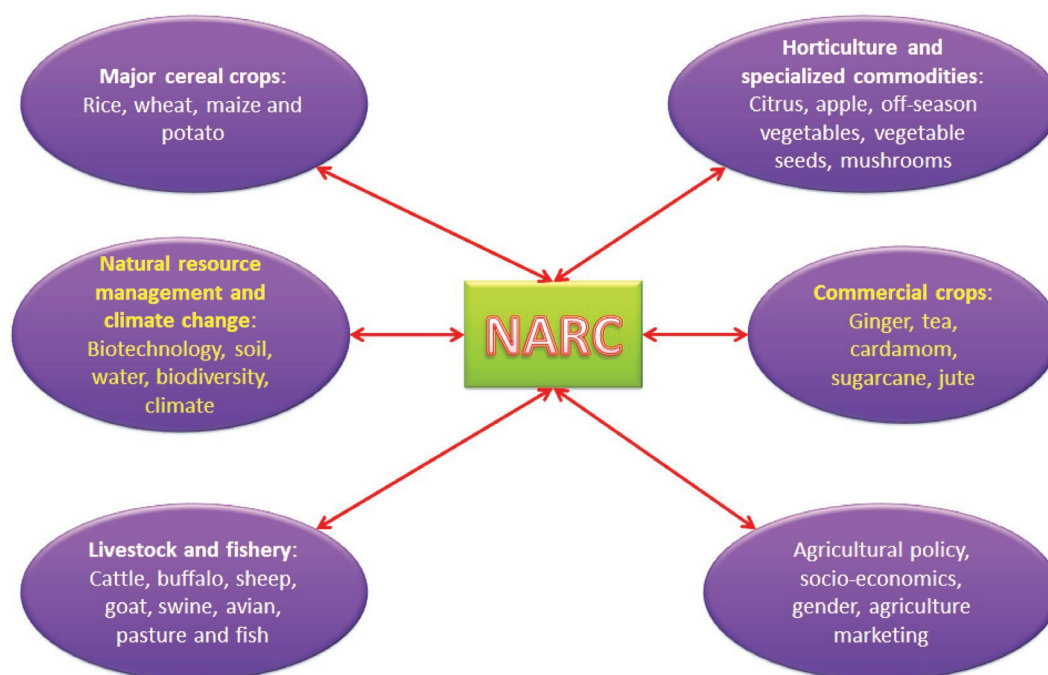 Major cereal crops:
Rice, wheat, maize and
potato
Horticulture and
specialized commodities:
Citrus, apple, off-season
vegetables, vegetable
seeds, mushrooms
Natural resource
management and
climate change:
Biotechnology, soil,
water, biodiversity,
climate
NARC
Commercial crops:
Ginger, tea,
cardamom,
sugarcane, jute
Livestock and fishery:
Cattle, buffalo, sheep,
goat, swine, avian,
pasture and fish
Agricultural policy,
socio-economics,
gender, agriculture
marketing